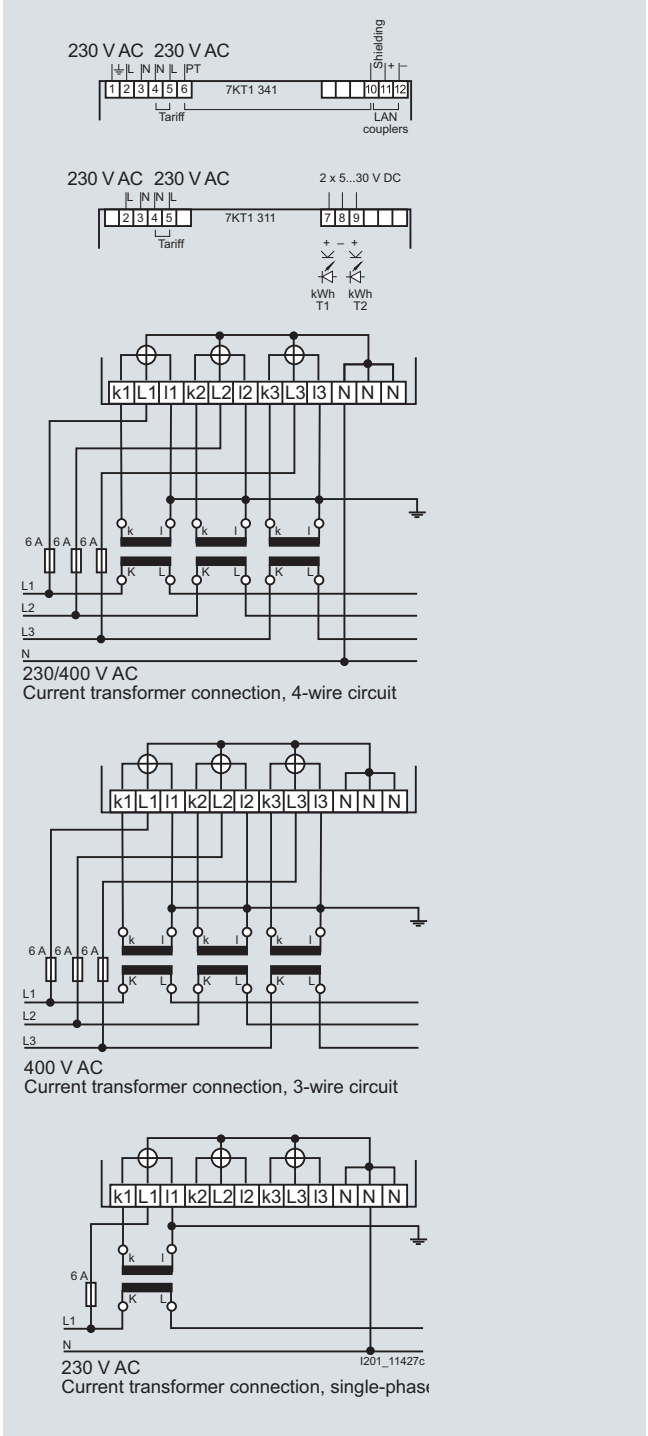 Shielding
230 V AC 230 V AC
L N N L PT + –
1 2 3 4 5 6 7KT1 341 10 11 12
Tariff LAN
couplers
230 V AC 230 V AC 2 x 5...30 V DC
L N N L
2 3 4 5 7KT1 311 7 8 9
Tariff
+ – +
kWh kWh
T1 T2
k1 L1 l1 k2 L2 l2 k3 L3 l3 N N N
k l k l k l
6 A 6 A 6 A
K L K L K L
L1
L2
L3
N
230/400 V AC
Current transformer connection, 4-wire circuit
k1 L1 l1 k2 L2 l2 k3 L3 l3 N N N
k l k l k l
6 A 6 A 6 A
K L K L K L
L1
L2
L3
400 V AC
Current transformer connection, 3-wire circuit
k1 L1 l1 k2 L2 l2 k3 L3 l3 N N N
k l
6 A
K L
L1
N
I201_11427c
230 V AC
Current transformer connection, single-phase